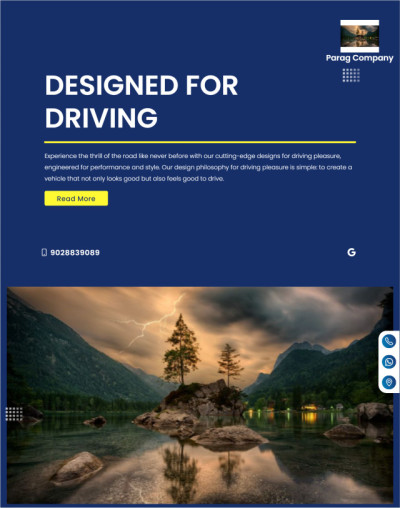 Parag Company
DESIGNED FOR
DRIVING
Experience the thrill of the road like never before with our cutting-edge designs for driving pleasure,
engineered for performance and style. Our design philosophy for driving pleasure is simple: to create a
vehicle that not only looks good but also feels good to drive.
Read More
9028839089
G